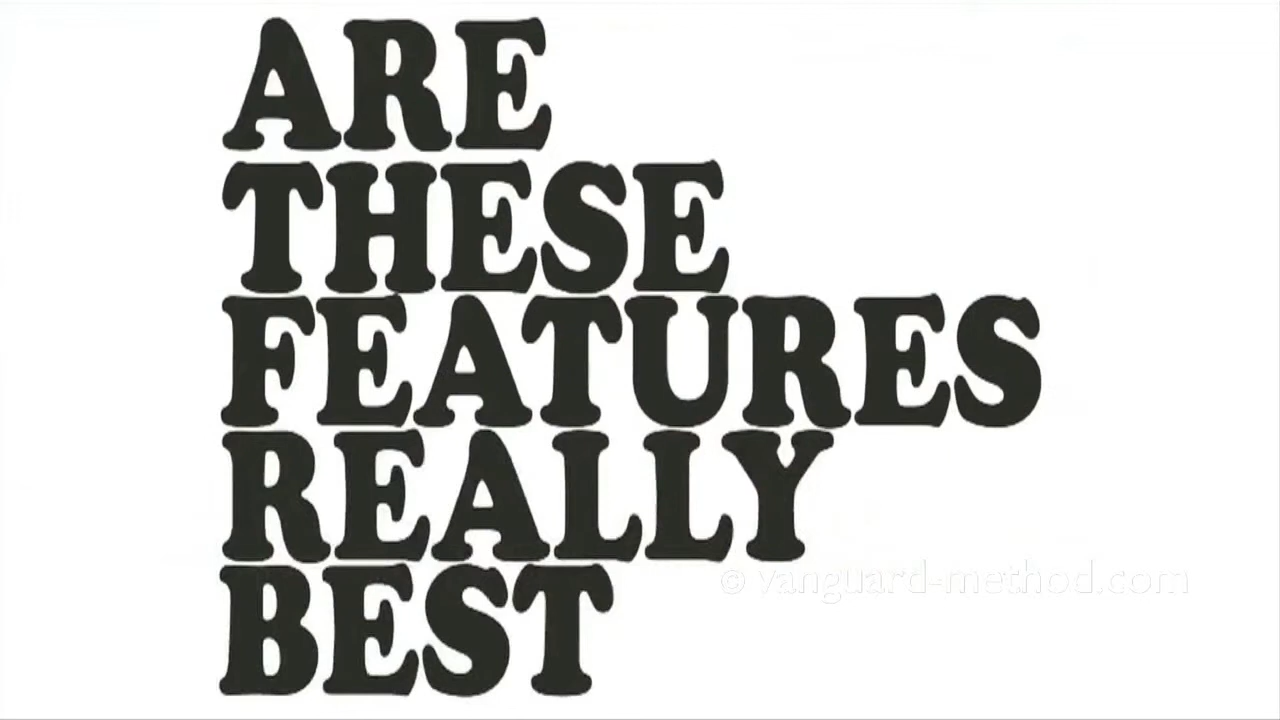 ARE
THESE
FEATURES
REALLY
BEST
© vanguard-method.com